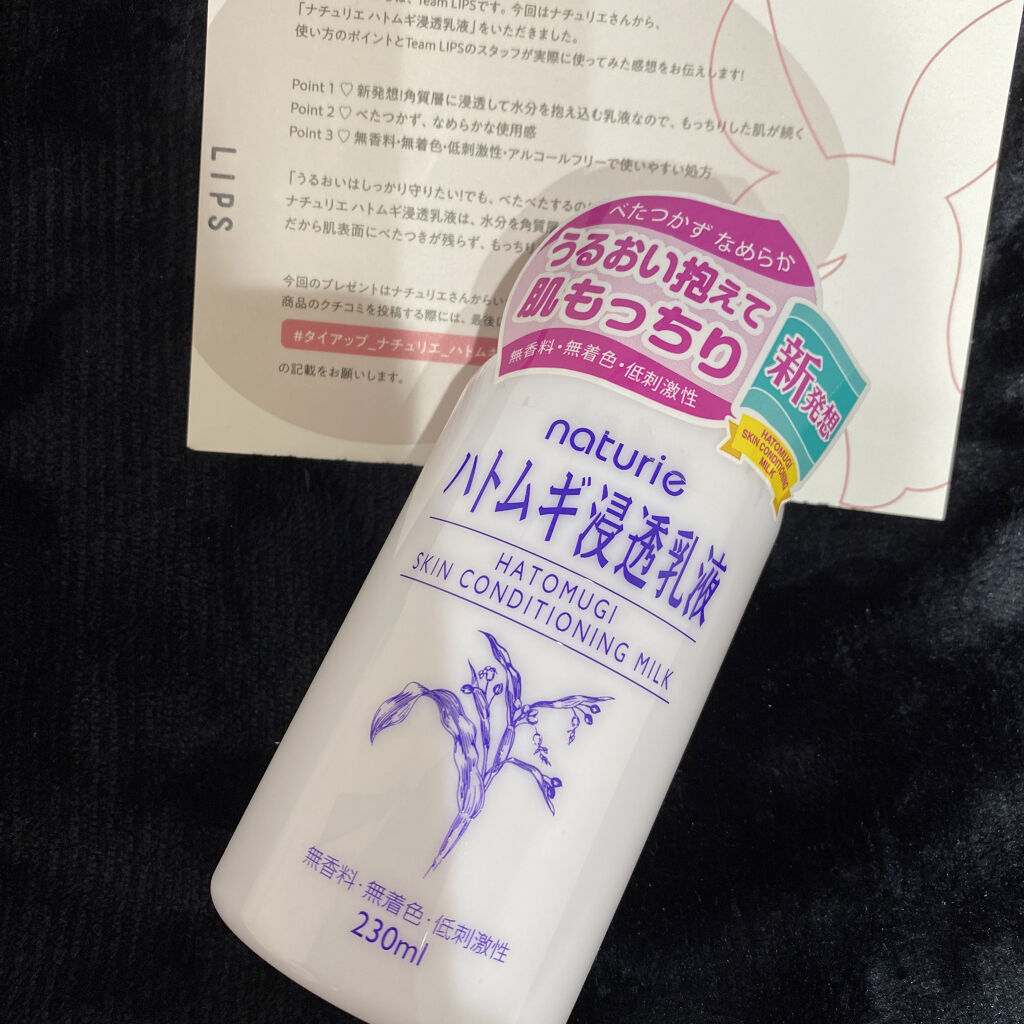 Team LIPSです。今回はナチュリエさんから、
「ナチュリエ ハトムギ浸透乳液」をいただきました。
使い方のポイントとTeam LIPSのスタッフが実際に使ってみた感想をお伝えします!
Point 1 ♡ 新発想!角質層に浸透して水分を抱え込む乳液なので、もっちりした肌が続く
Point 2 ♡ べたつかず、なめらかな使用感
Point 3 ♡ 無香料・無着色・低刺激性・アルコールフリーで使いやすい処方
「うるおいはしっかり守りたい!でも、べたべたするの
ナチュリエ ハトムギ浸透乳液は、水分を角質層
だから肌表面にべたつきが残らず、もっちり
今回のプレゼントはナチュリエさんからい
商品のクチコミを投稿する際には、最後に
#タイアップ_ナチュリエ_ハトムギ
の記載をお願いします。
LIPS
べたつかず なめらか
うるおい抱えて
肌もっちり
無香料・無着色・低刺激性
新発想
HATOMUGI
SKIN CONDITIONING
MILK
naturie
ハトムギ浸透乳液
HATOMUGI
SKIN CONDITIONING MILK
無香料・無着色・低刺激性
230ml